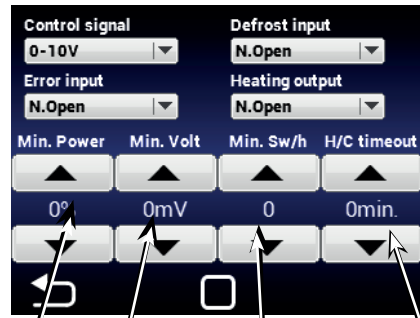 Control signal Defrost input
0-10V N.Open
Error input Heating output
N.Open N.Open
Min. Power Min. Volt Min. Sw/h H/C timeout
0% 0mV 0 0min.